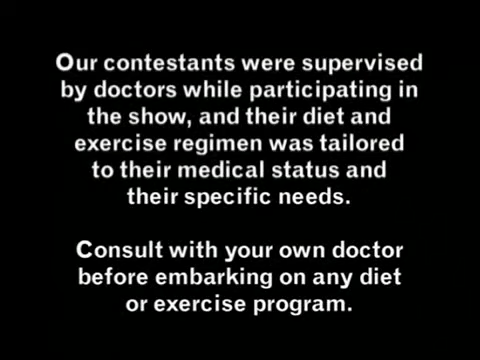 Our contestants were supervised
by doctors while participating in
the show, and their diet and
exercise regimen was tailored
to their medical status and
their specific needs.
Consult with your own doctor
before embarking on any diet
or exercise program.